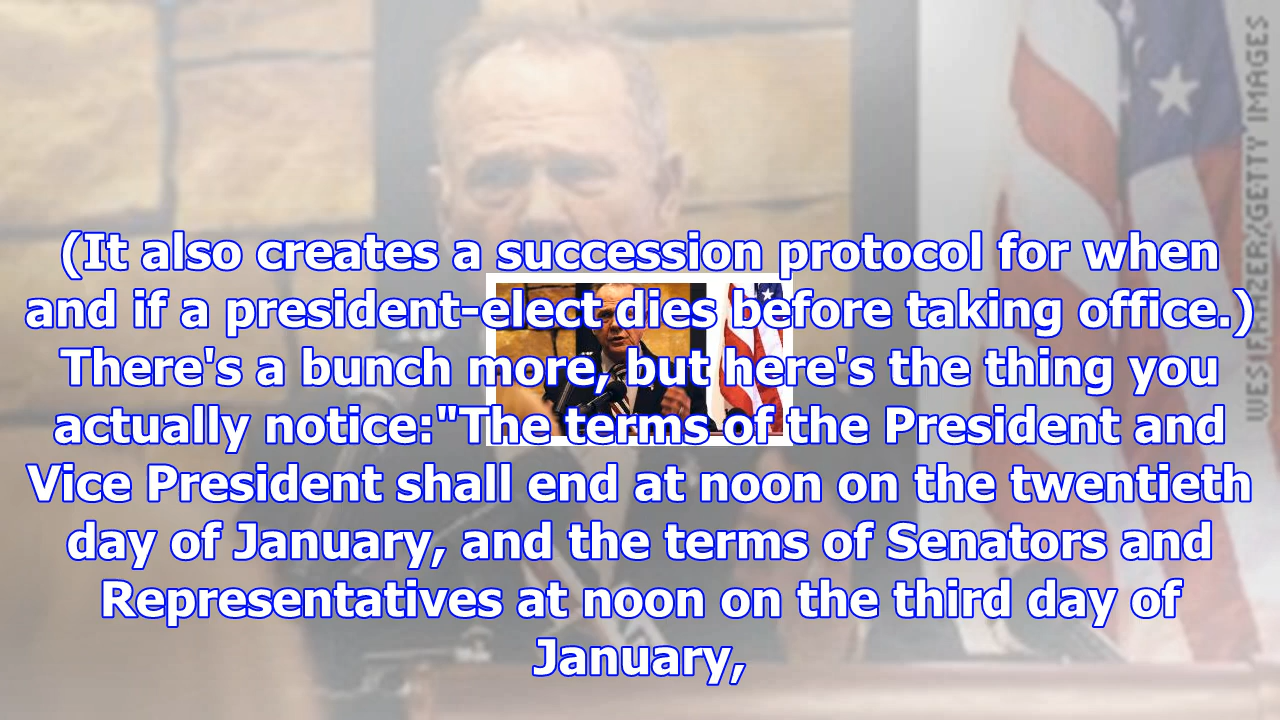 (It also creates a succession protocol for when
and if a president-elect dies before taking office.)
There's a bunch more, but here's the thing you
actually notice:"The terms of the President and
Vice President shall end at noon on the twentieth
day of January, and the terms of Senators and
Representatives at noon on the third day of
January,
WESIFRAZER/GETTY IMAGES